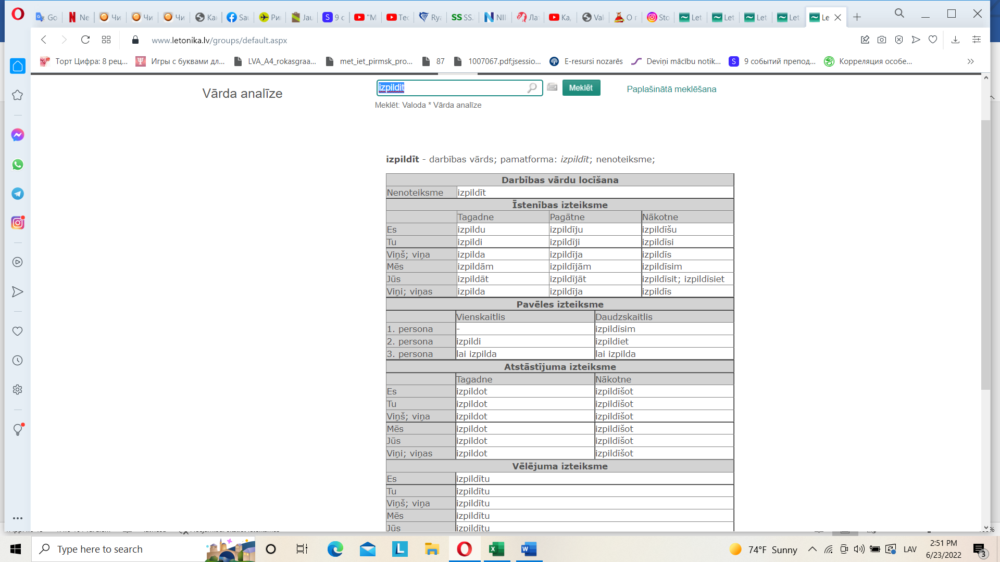 Go Ne Чи Чи Чи Ка Sau Ри Jau 9 с "М Tec Rya SS SS. NII Ла Ка, Val О г Sto Let Let Let Let Le
www.letonika.lv/groups/default.aspx
Торт Цифра: 8 рец... Игры с буквами дл... LVA_A4_rokasgraa... met_iet_pirmsk_pro... 87 1007067.pdf;jsessio... E-resursi nozarēs Deviņi mācību notik... 9 событий препод... Корреляция особе...
Vārda analīze izpildit Meklēt Paplašinātā meklēšana
Meklēt: Valoda * Vārda analīze
izpildīt - darbības vārds; pamatforma: izpildīt; nenoteiksme;
Darbības vārdu locīšana
Nenoteiksme izpildīt
Īstenības izteiksme
Tagadne Pagātne Nākotne
Es izpildu izpildīju izpildīšu
Tu izpildi izpildīji izpildīsi
Viņš; viņa izpilda izpildīja izpildīs
Mēs izpildām izpildījām izpildīsim
Jūs izpildāt izpildījāt izpildīsit; izpildīsiet
Viņi; viņas izpilda izpildīja izpildīs
Pavēles izteiksme
Vienskaitlis Daudzskaitlis
1. persona - izpildīsim
2. persona izpildi izpildiet
3. persona lai izpilda lai izpilda
Atstāstījuma izteiksme
Tagadne Nākotne
Es izpildot izpildīšot
Tu izpildot izpildīšot
Viņš; viņa izpildot izpildīšot
Mēs izpildot izpildīšot
Jūs izpildot izpildīšot
Viņi; viņas izpildot izpildīšot
Vēlējuma izteiksme
Es izpildītu
Tu izpildītu
Viņš; viņa izpildītu
Mēs izpildītu
Jūs izpildītu
Type here to search 74°F Sunny LAV 2:51 PM
6/23/2022 3